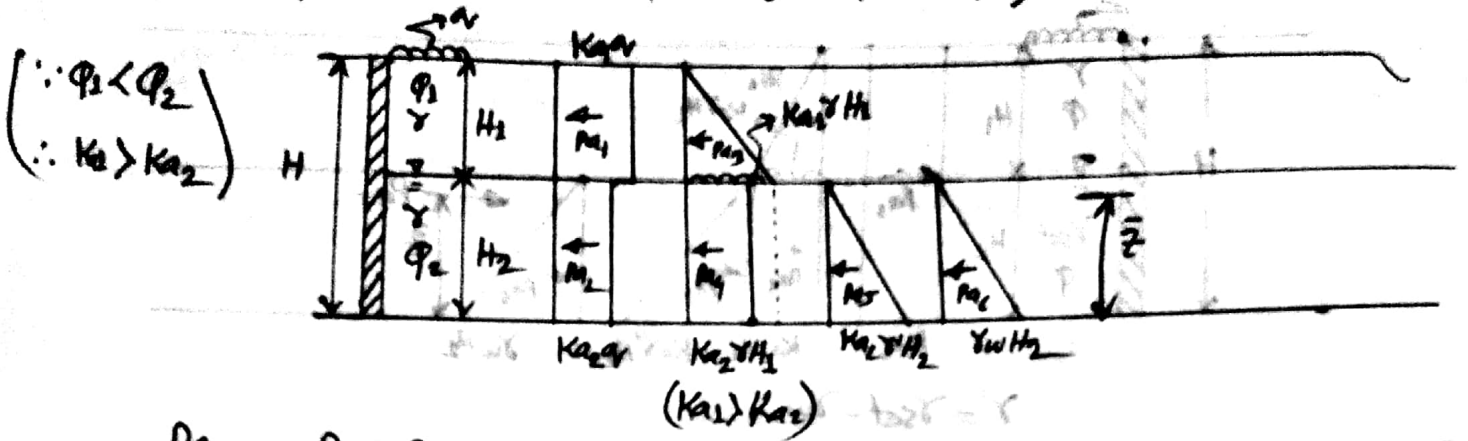 q
Ka₁q
(∵ φ₁ < φ₂
∴ Ka₁ > Ka₂)
H
φ₁
γ
H₁
γ
φ₂
H₂
Pa₁
Pa₃
Ka₁γH₁
Pa₂
Pa₄
Pa₅
Pa₆
z̄
Ka₂q
Ka₂γH₁
Ka₂γ'H₂
γwH₂
(Ka₁ > Ka₂)